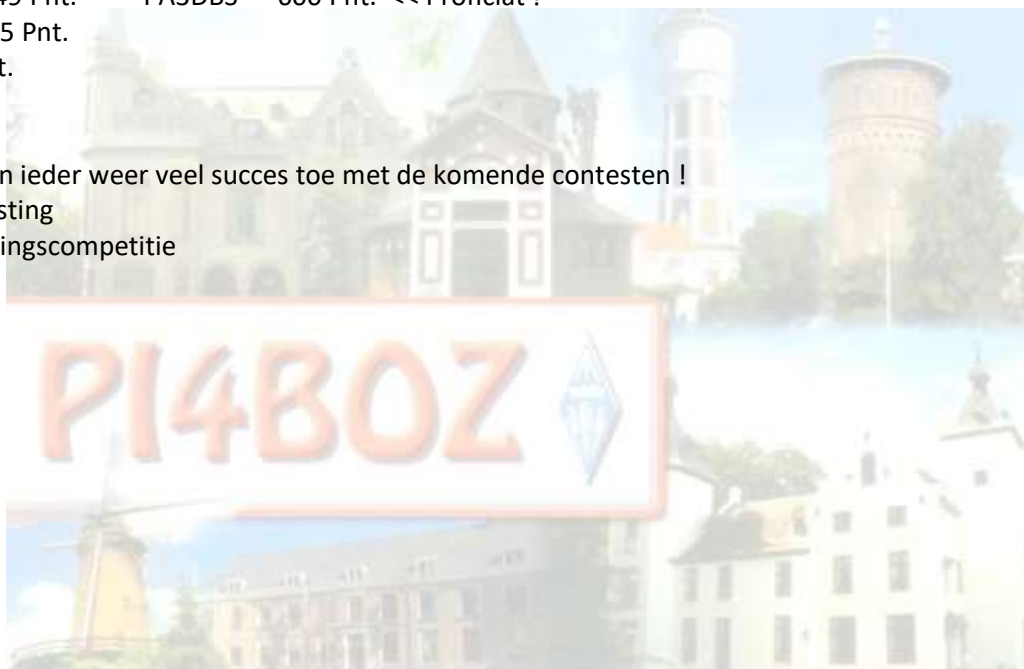 5 Pnt.
t.
n ieder weer veel succes toe met de komende contesten !
sting
ingscompetitie
PI4BOZ